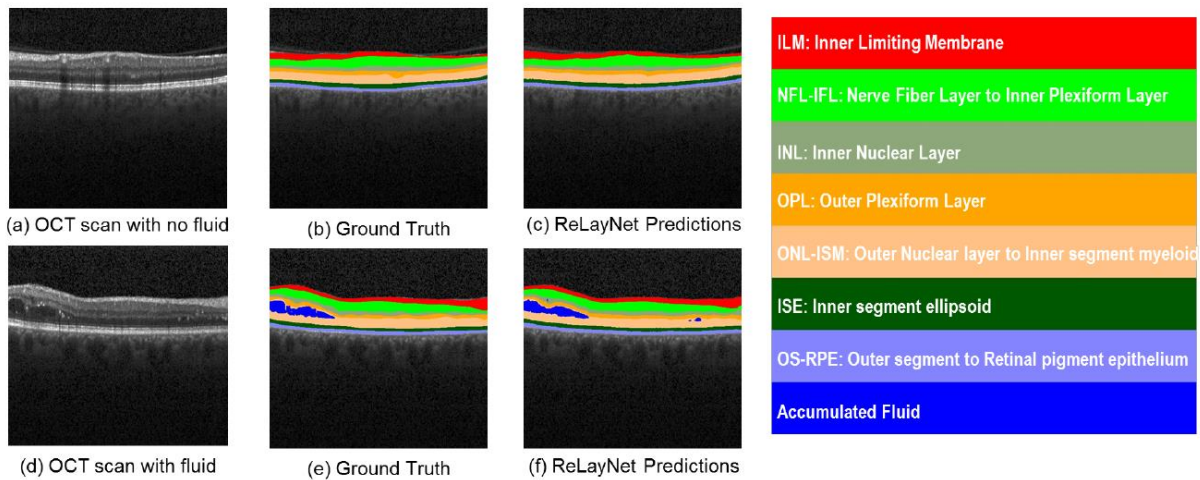 (a) OCT scan with no fluid
(b) Ground Truth
(c) ReLayNet Predictions
(d) OCT scan with fluid
(e) Ground Truth
(f) ReLayNet Predictions
ILM: Inner Limiting Membrane
NFL-IFL: Nerve Fiber Layer to Inner Plexiform Layer
INL: Inner Nuclear Layer
OPL: Outer Plexiform Layer
ONL-ISM: Outer Nuclear layer to Inner segment myeloid
ISE: Inner segment ellipsoid
OS-RPE: Outer segment to Retinal pigment epithelium
Accumulated Fluid